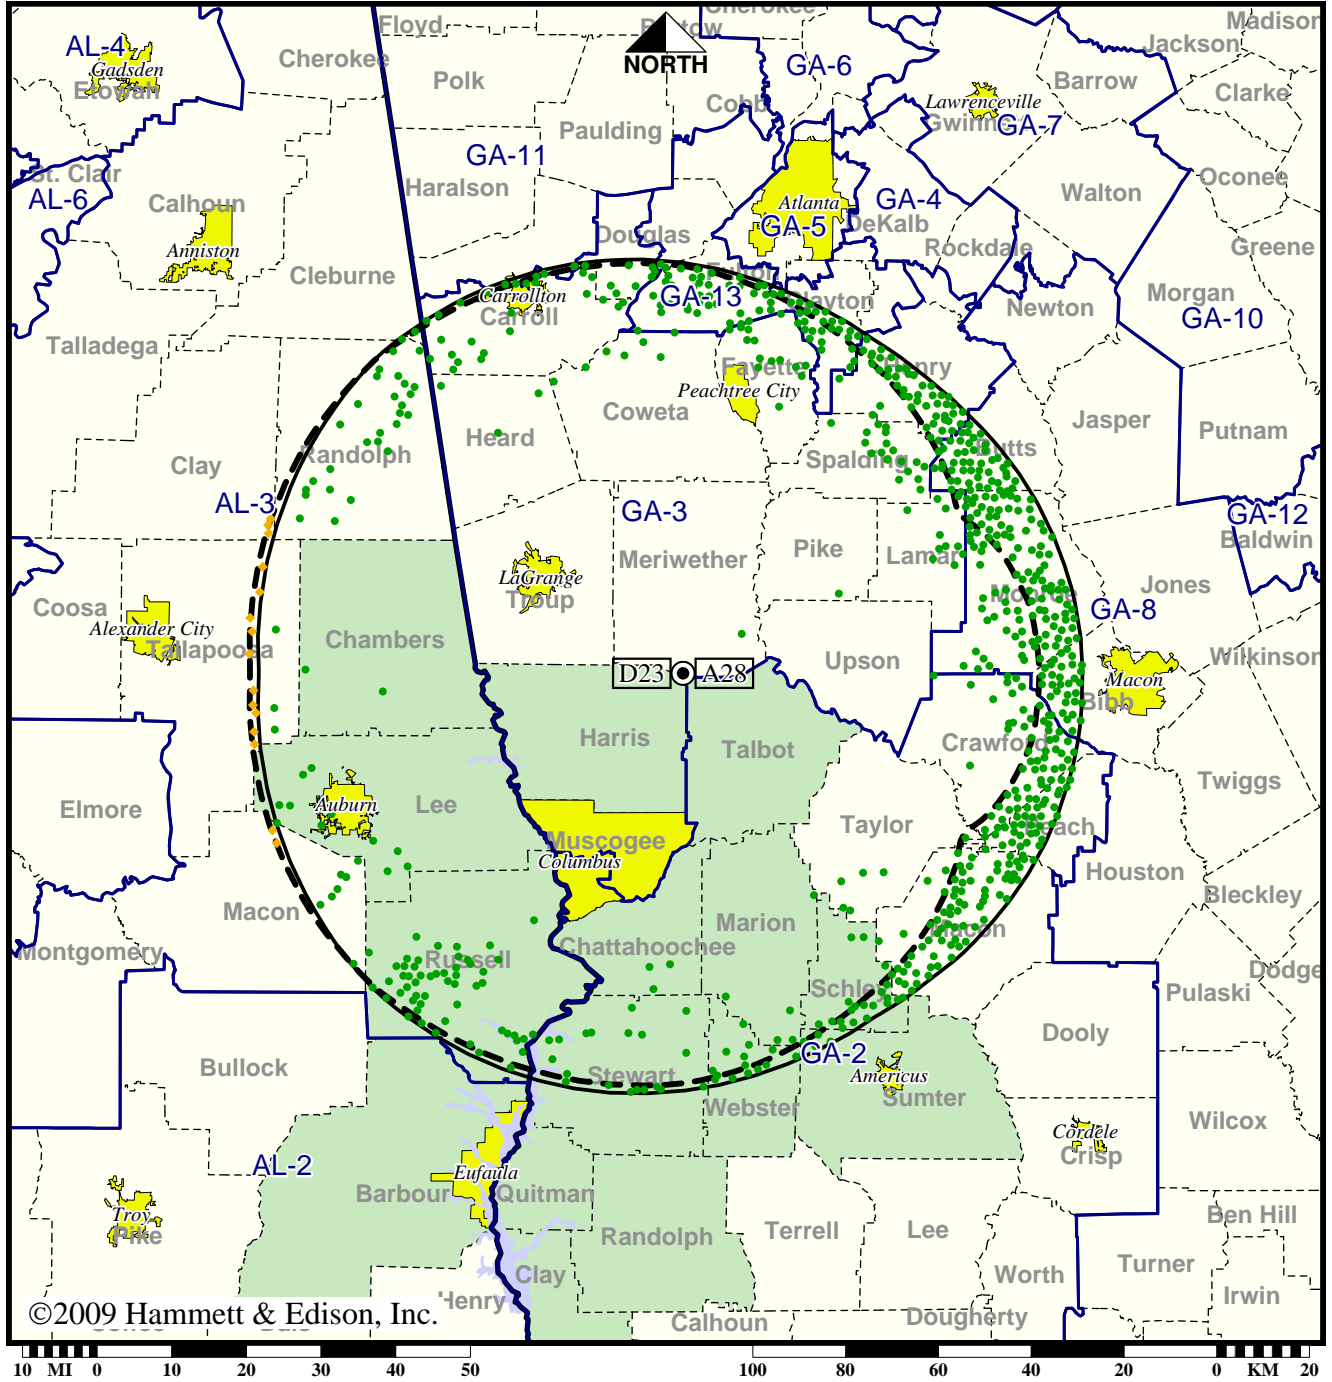 Floyd
Cherokee
Madison
AL-4
Gadsden
Etowah
Cherokee
Polk
NORTH
GA-6
Jackson
Barrow
Clarke
Cobb
Lawrenceville
Gwinnett
GA-7
Paulding
GA-11
St. Clair
AL-6
Calhoun
Haralson
Walton
Oconee
Atlanta
GA-5
GA-4
DeKalb
Anniston
Douglas
Rockdale
Greene
Cleburne
Fulton
Carrollton
Carroll
GA-13
Clayton
Newton
Morgan
GA-10
Talladega
Fayette
Henry
Peachtree City
Coweta
Jasper
Putnam
Heard
Clay
Randolph
Spalding
Butts
AL-3
GA-3
GA-12
Baldwin
Meriwether
Pike
Lamar
LaGrange
Troup
Monroe
Jones
GA-8
Coosa
Alexander City
Tallapoosa
Chambers
Upson
Wilkinson
D23
A28
Macon
Bibb
Harris
Talbot
Crawford
Twiggs
Elmore
Auburn
Lee
Muscogee
Taylor
Peach
Columbus
Houston
Bleckley
Macon
Marion
Macon
Montgomery
Russell
Chattahoochee
Dodge
Schley
Pulaski
Dooly
Bullock
GA-2
Stewart
Americus
Sumter
Webster
Wilcox
Cordele
Crisp
AL-2
Eufaula
Barbour
Quitman
Troy
Pike
Randolph
Terrell
Lee
Ben Hill
Clay
Worth
Turner
Irwin
Henry
©2009 Hammett & Edison, Inc.
Calhoun
Dougherty
10 MI 0 10 20 30 40 50
100 80 60 40 20 0 KM 20